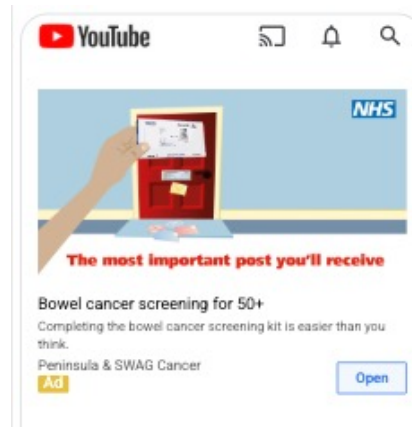 YouTube
NHS
The most important post you'll receive
Bowel cancer screening for 50+
Completing the bowel cancer screening kit is easier than you
think.
Peninsula & SWAG Cancer
Ad
Open